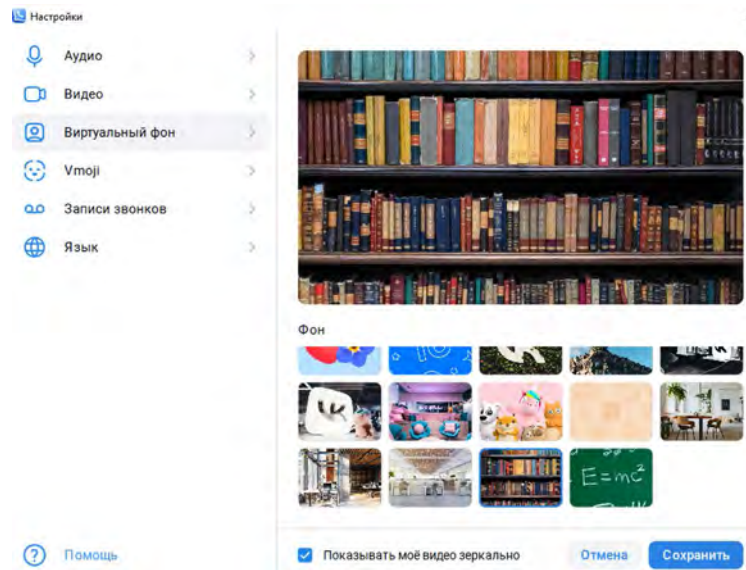 Настройки
Аудио
Видео
Виртуальный фон
Vmoji
Записи звонков
Язык
Фон
E=mc²
Помощь
Показывать моё видео зеркально
Отмена
Сохранить